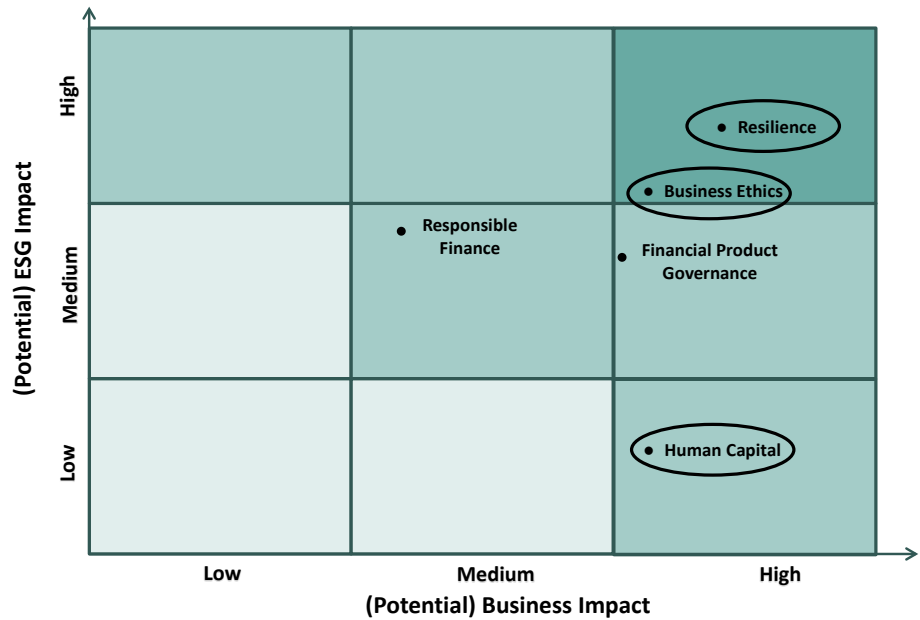 (Potential) ESG Impact
High
Medium
Low
Resilience
Business Ethics
Responsible
Finance
Financial Product
Governance
Human Capital
Low
Medium
High
(Potential) Business Impact